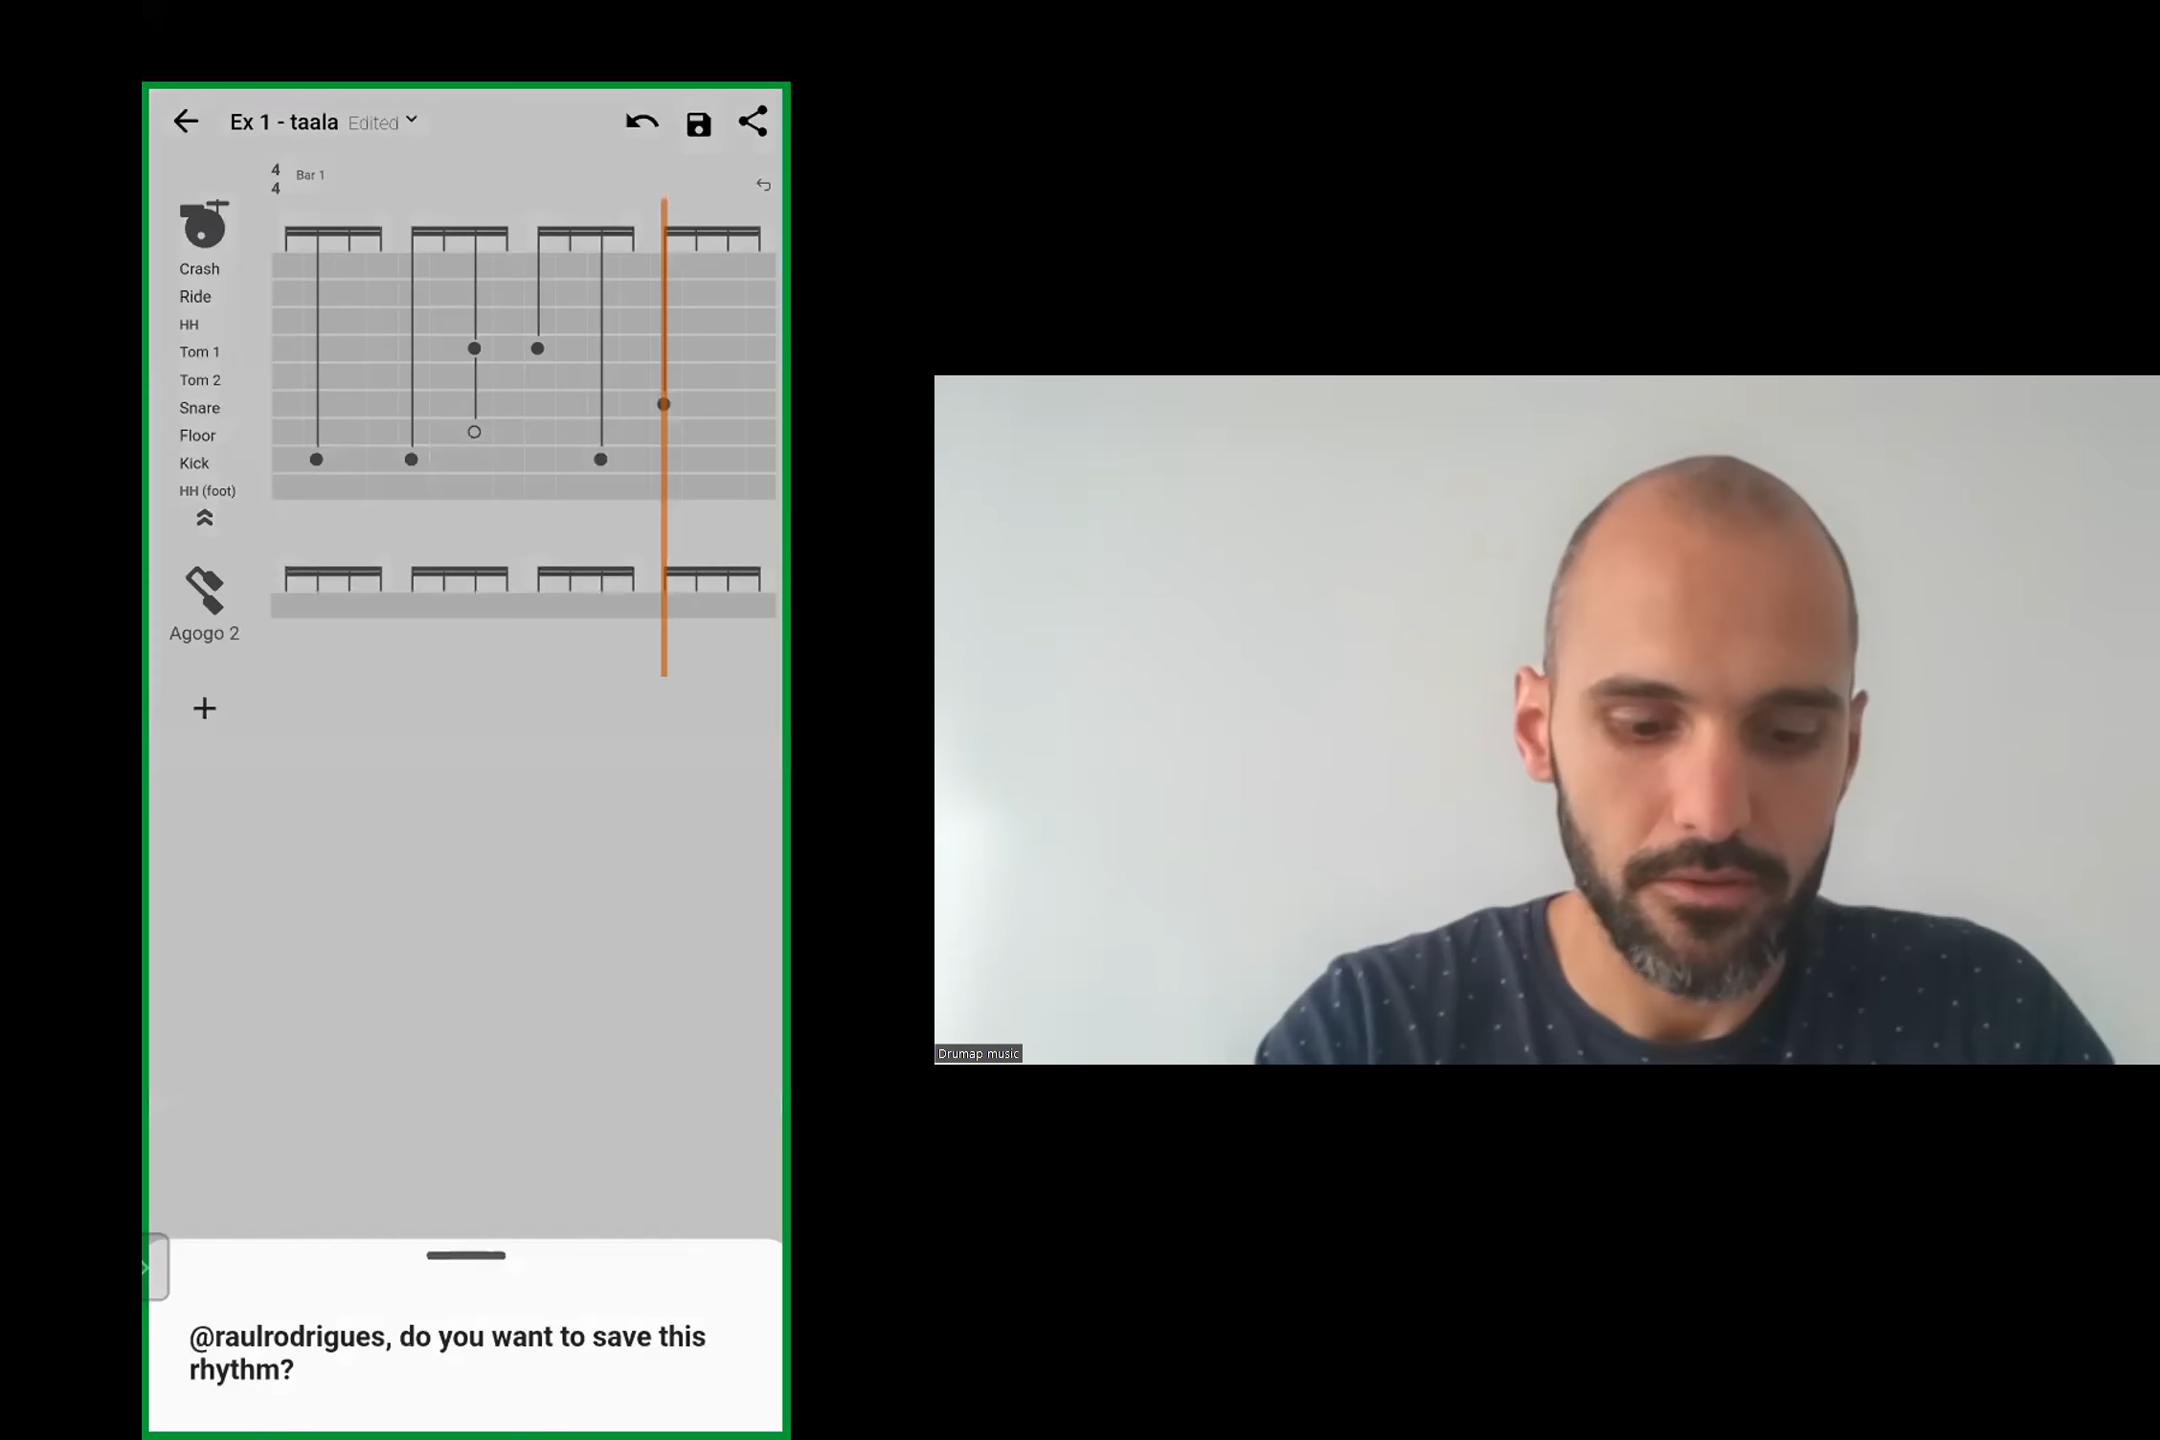 Ex 1 - taala Edited
4
4
Bar 1
Crash
Ride
HH
Tom 1
Tom 2
Snare
Floor
Kick
HH (foot)
Agogo 2
@raulrodrigues, do you want to save this
rhythm?
Drumap music